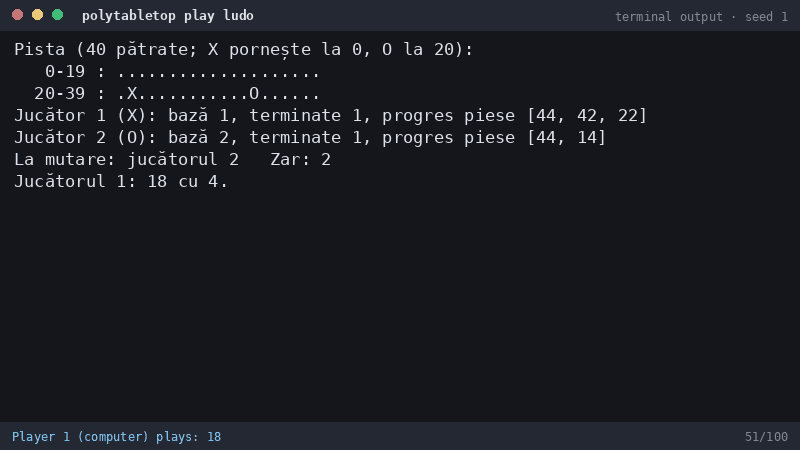 polytabletop play ludo
terminal output · seed 1
Pista (40 pătrate; X pornește la 0, O la 20):
0-19 : ....................
20-39 : .X...........O......
Jucător 1 (X): bază 1, terminate 1, progres piese [44, 42, 22]
Jucător 2 (O): bază 2, terminate 1, progres piese [44, 14]
La mutare: jucătorul 2   Zar: 2
Jucătorul 1: 18 cu 4.
Player 1 (computer) plays: 18
51/100